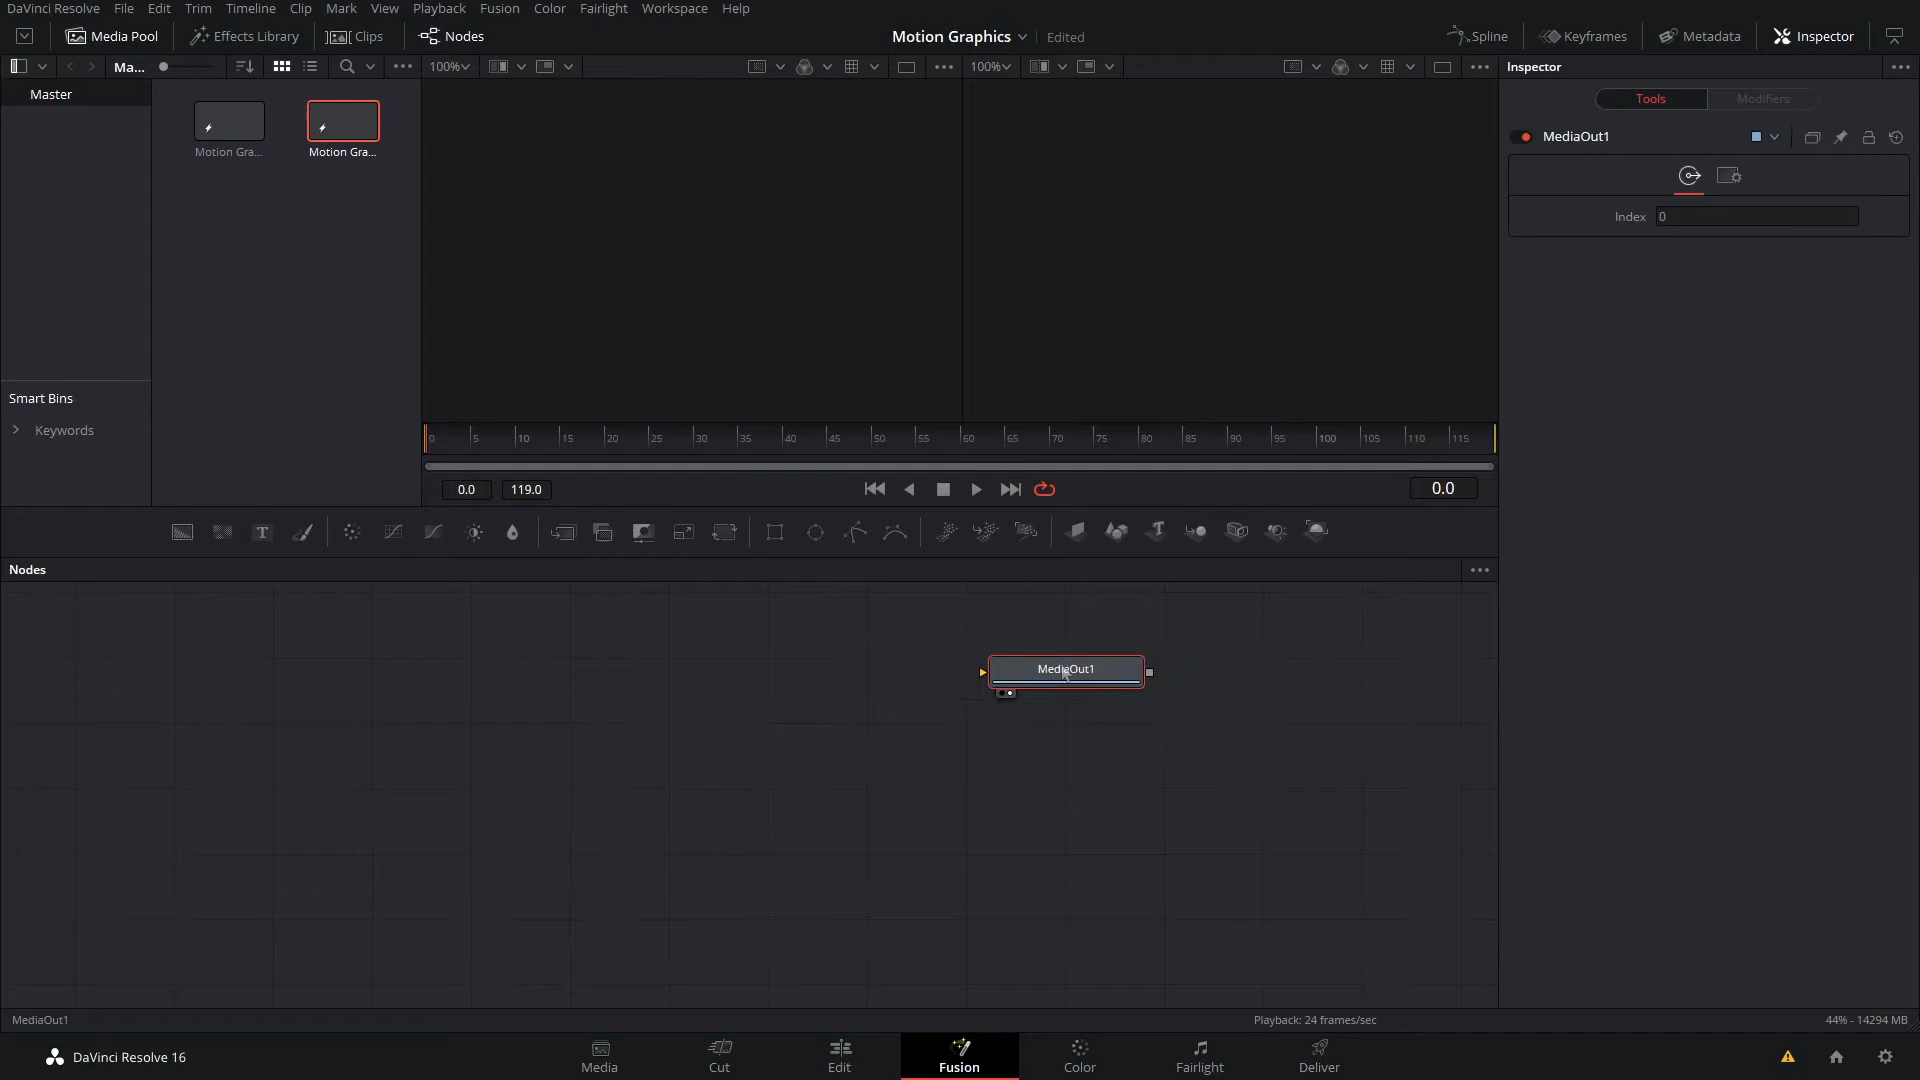 DaVinci Resolve File Edit Trim Timeline Clip Mark View Playback Fusion Color Fairlight Workspace Help
Media Pool Effects Library Clips Nodes Motion Graphics Edited Spline Keyframes Metadata Inspector
Ma... 100% 100% Inspector
Master
Motion Gra... Motion Gra...
Tools Modifiers
MediaOut1
Index 0
Smart Bins
Keywords
0 5 10 15 20 25 30 35 40 45 50 55 60 65 70 75 80 85 90 95 100 105 110 115
0.0 119.0 0.0
T
Nodes
MediaOut1
MediaOut1 Playback: 24 frames/sec 44% - 14294 MB
DaVinci Resolve 16 Media Cut Edit Fusion Color Fairlight Deliver